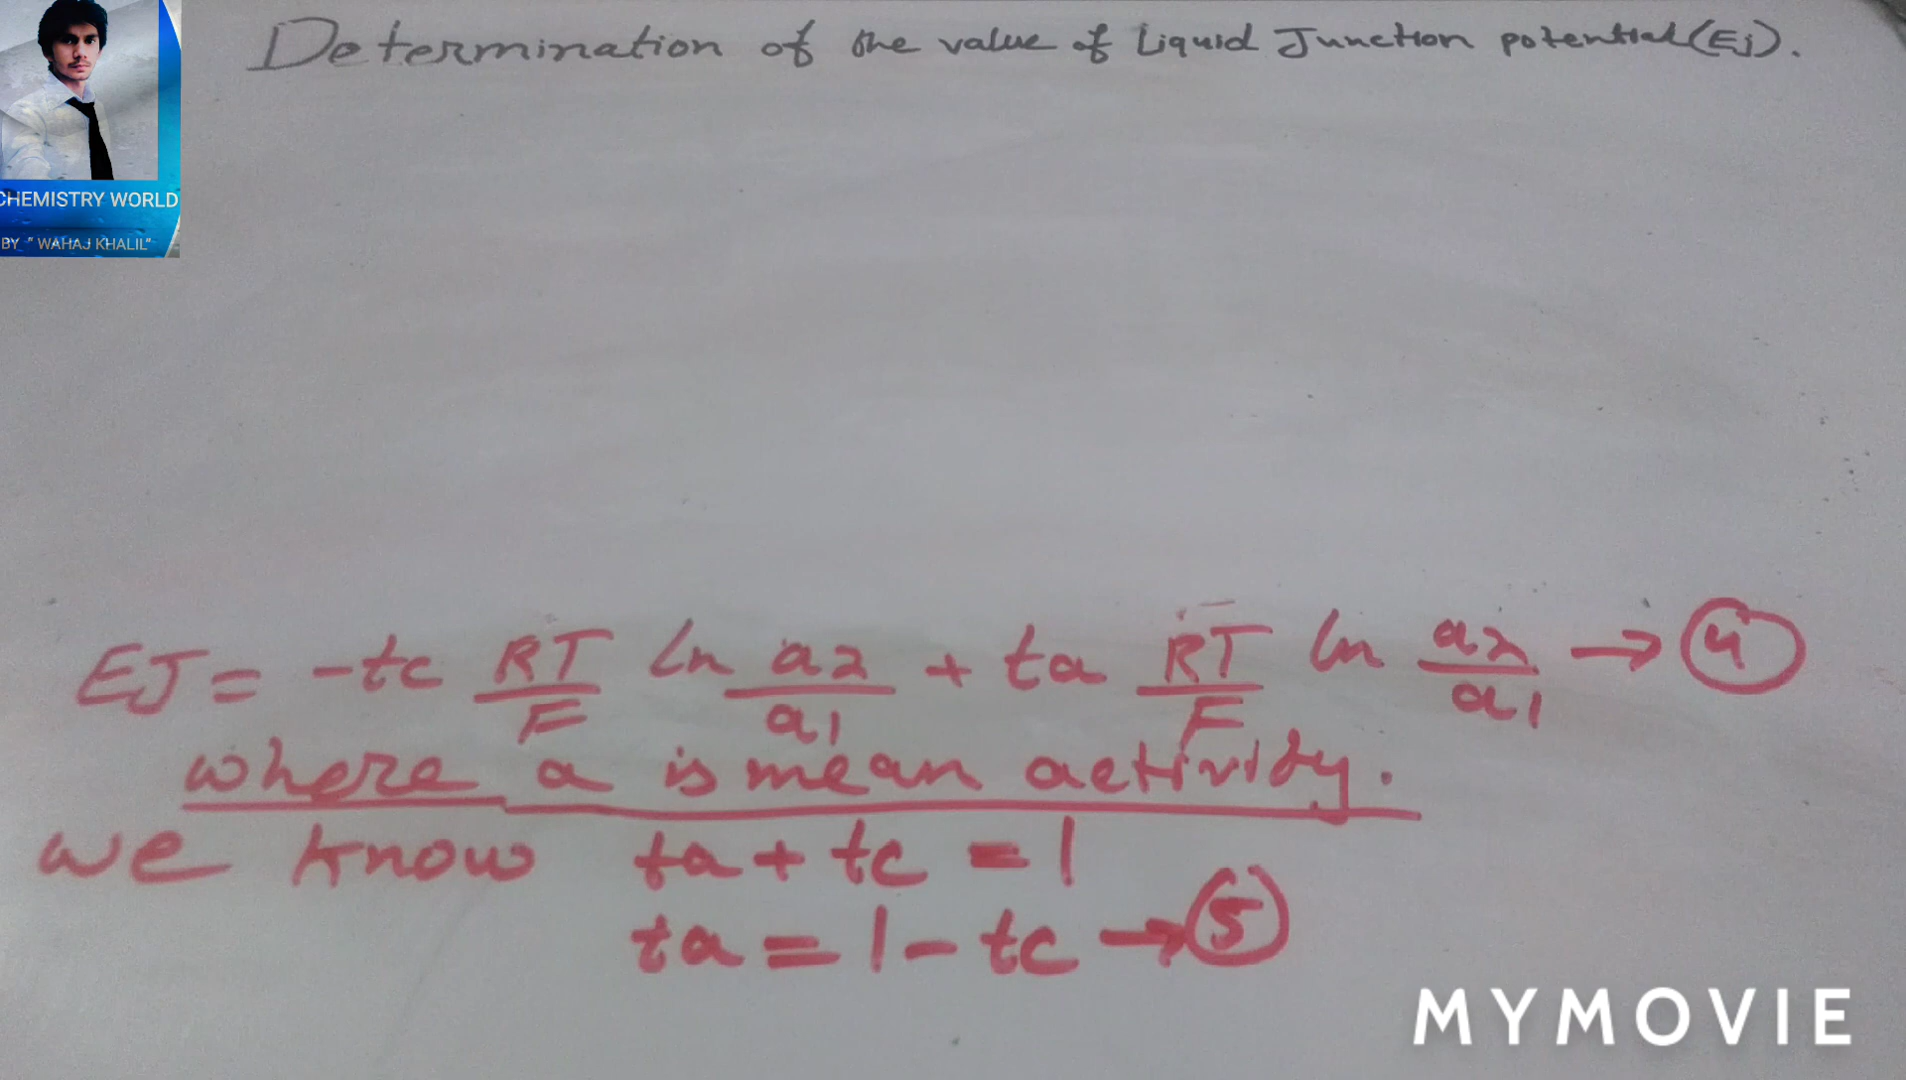 Determination of the value of Liquid Junction potential (Ej).
CHEMISTRY WORLD
BY "WAHAJ KHALIL"
EJ = -tc RT/F ln a2/a1 + ta RT/F ln a2/a1 → 4
where a is mean activity.
we know ta + tc = 1
ta = 1 - tc → 5
MYMOVIE